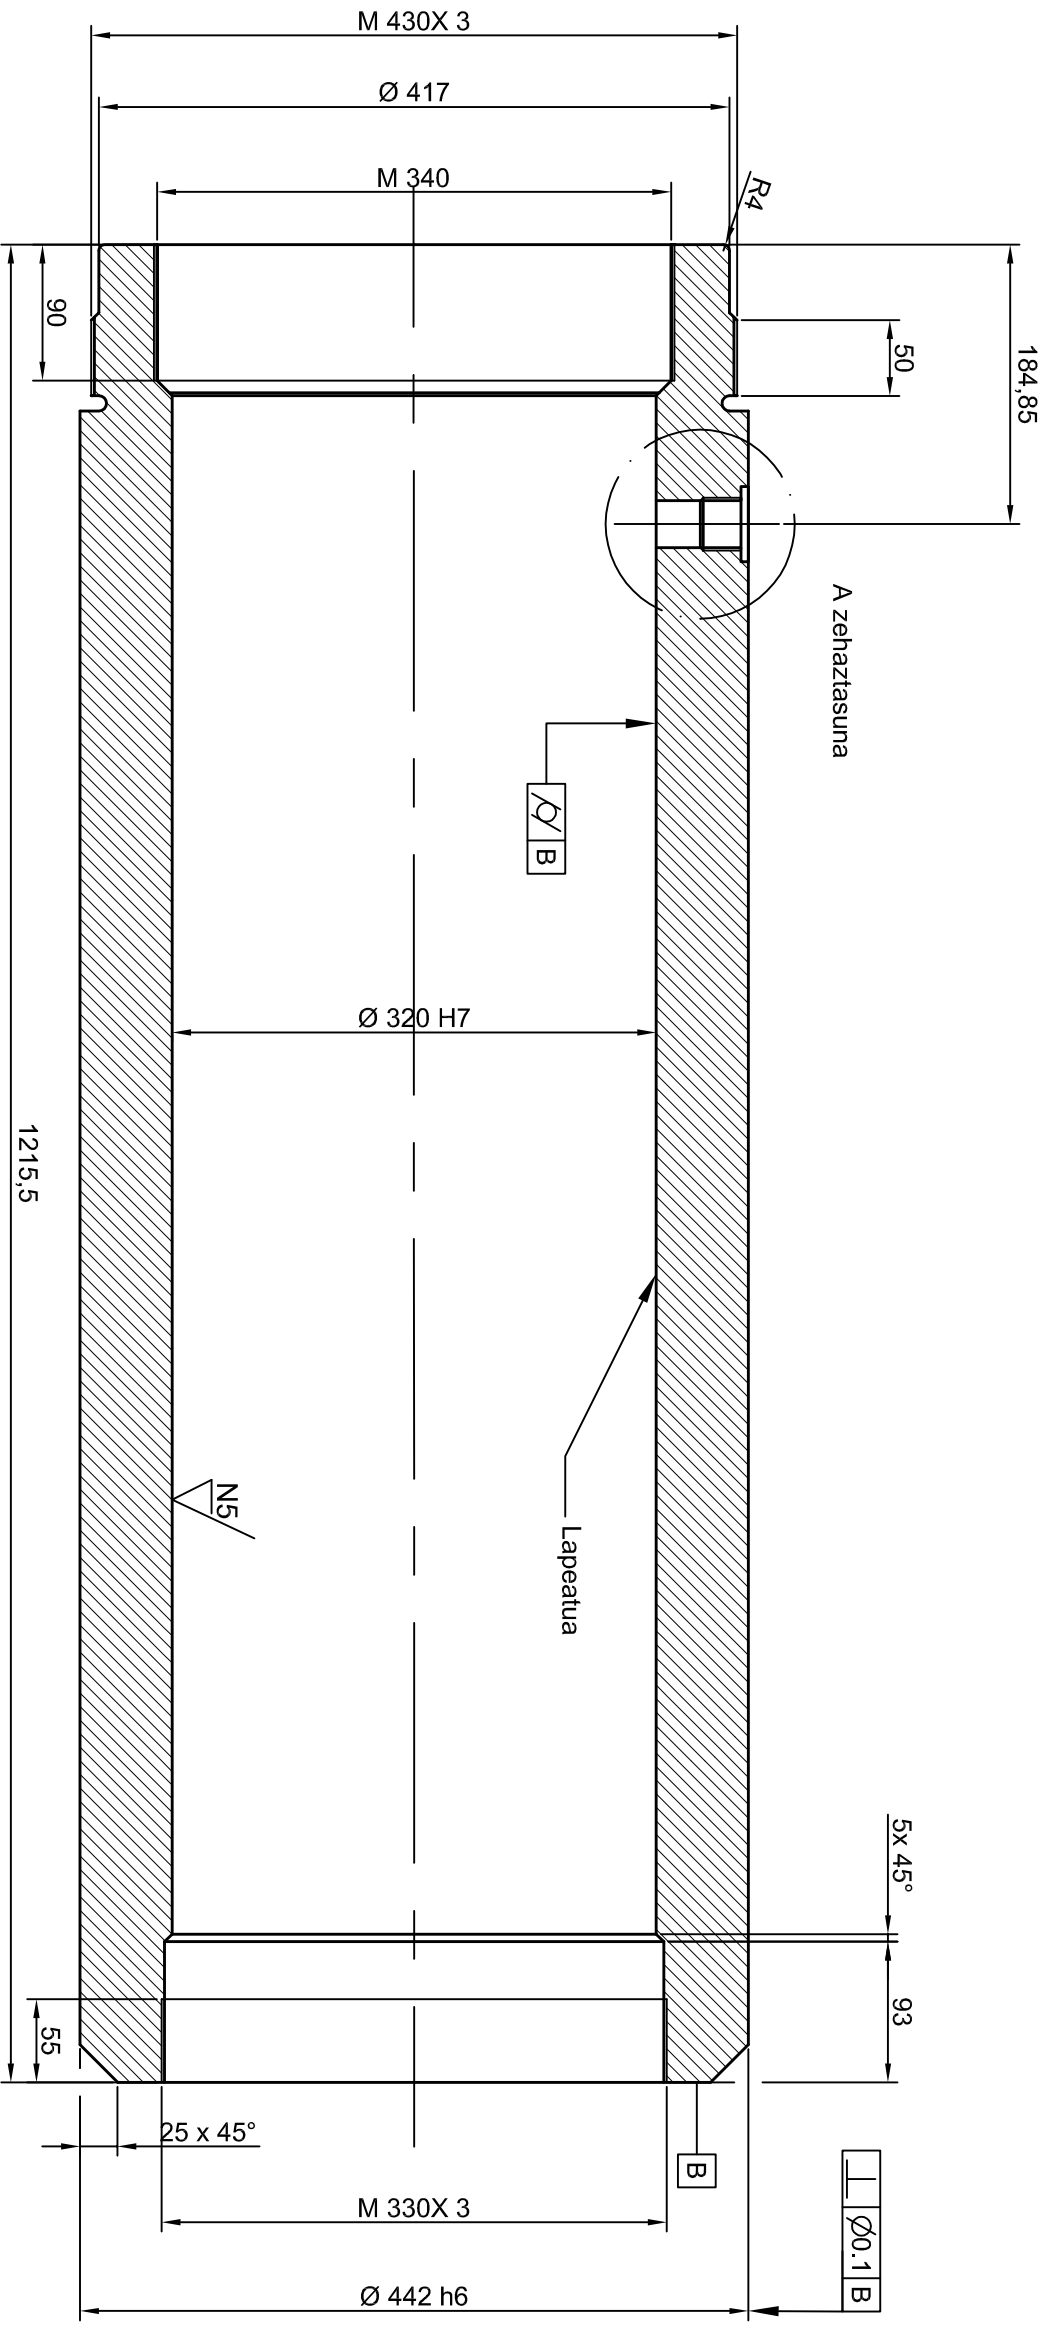 M 430X 3
Ø 417
M 340
R4
184,85
50
90
A zehaztasuna
B
Ø 320 H7
1215,5
Lapeatua
N5
5x 45°
93
55
25 x 45°
B
M 330X 3
Ø0.1 B
Ø 442 h6